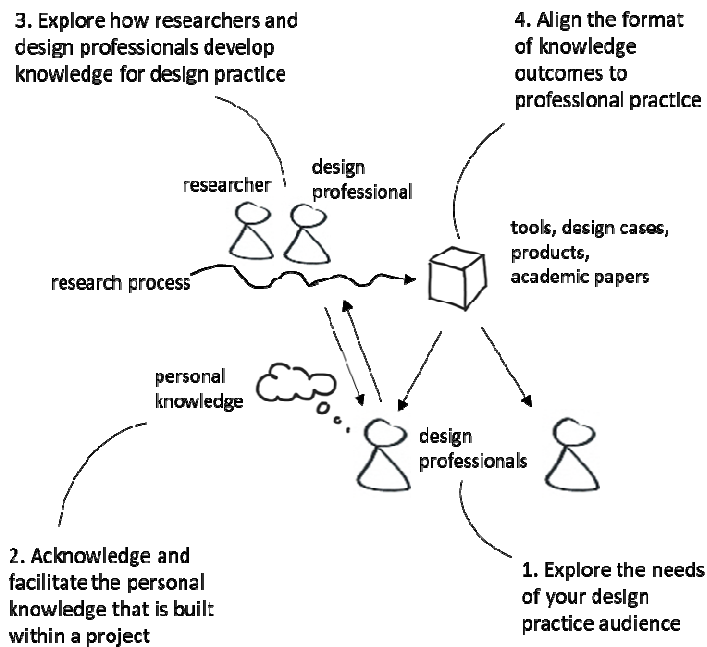 3. Explore how researchers and
design professionals develop
knowledge for design practice
4. Align the format
of knowledge
outcomes to
professional practice
researcher
design
professional
tools, design cases,
products,
academic papers
research process
personal
knowledge
design
professionals
2. Acknowledge and
facilitate the personal
knowledge that is built
within a project
1. Explore the needs
of your design
practice audience